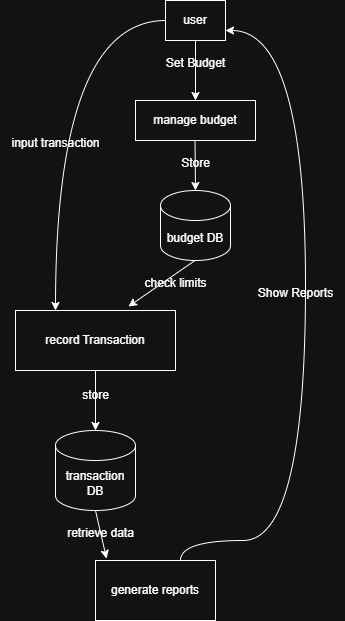 user
Set Budget
manage budget
input transaction
Store
budget DB
check limits
Show Reports
record Transaction
store
transaction
DB
retrieve data
generate reports